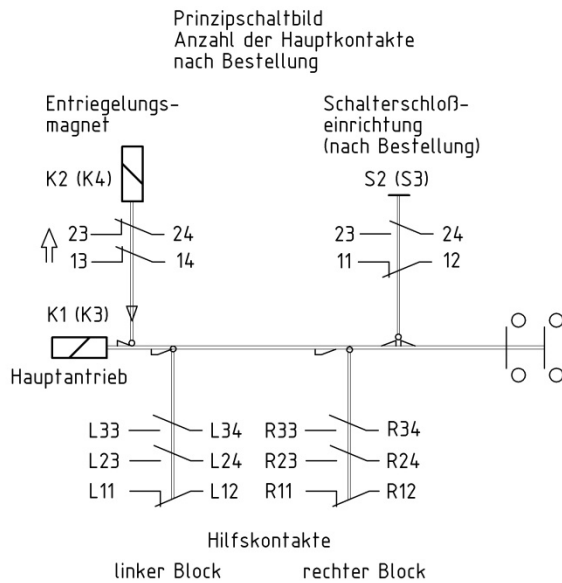 Prinzipschaltbild
Anzahl der Hauptkontakte
nach Bestellung
Entriegelungs-
magnet
Schalterschloß-
einrichtung
(nach Bestellung)
K2 (K4)
S2 (S3)
23 24
13 14
23 24
11 12
K1 (K3)
Hauptantrieb
L33 L34 R33 R34
L23 L24 R23 R24
L11 L12 R11 R12
Hilfskontakte
linker Block rechter Block